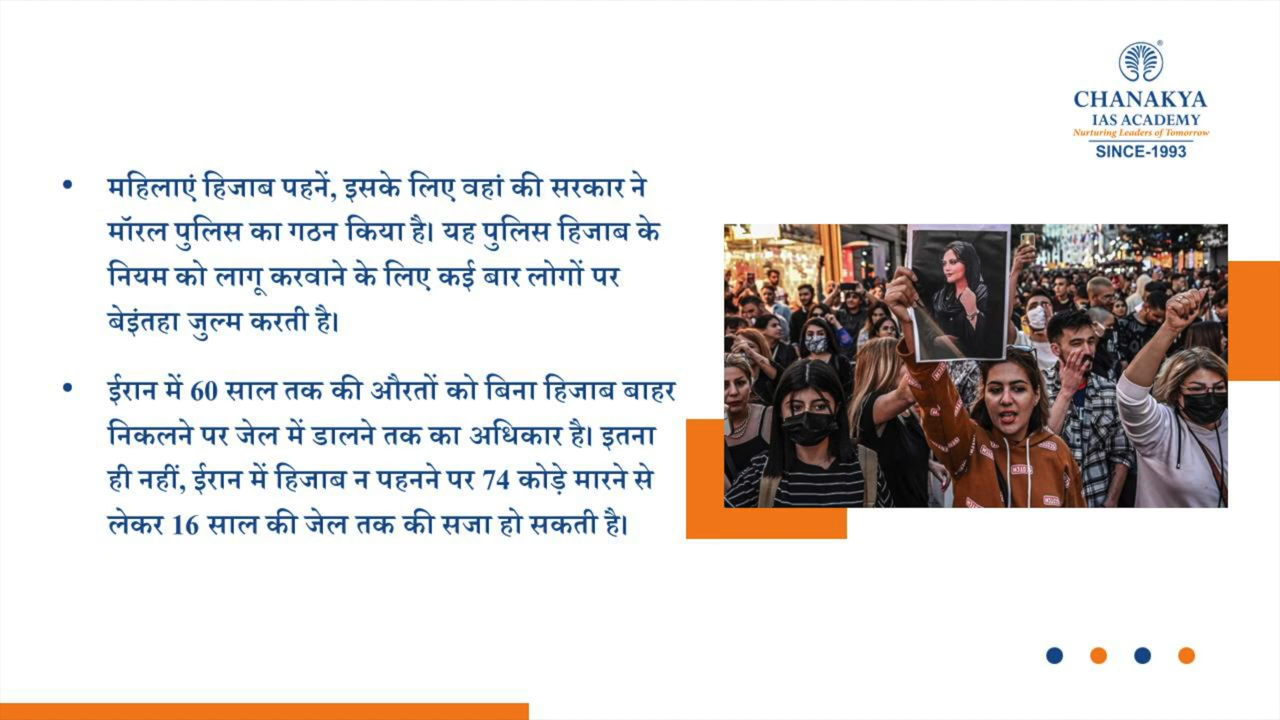 CHANAKYA
IAS ACADEMY
Nurturing Leaders of Tomorrow
SINCE-1993
• महिलाएं हिजाब पहनें, इसके लिए वहां की सरकार ने
मॉरल पुलिस का गठन किया है। यह पुलिस हिजाब के
नियम को लागू करवाने के लिए कई बार लोगों पर
बेइंतहा जुल्म करती है।
• ईरान में 60 साल तक की औरतों को बिना हिजाब बाहर
निकलने पर जेल में डालने तक का अधिकार है। इतना
ही नहीं, ईरान में हिजाब न पहनने पर 74 कोड़े मारने से
लेकर 16 साल की जेल तक की सजा हो सकती है।